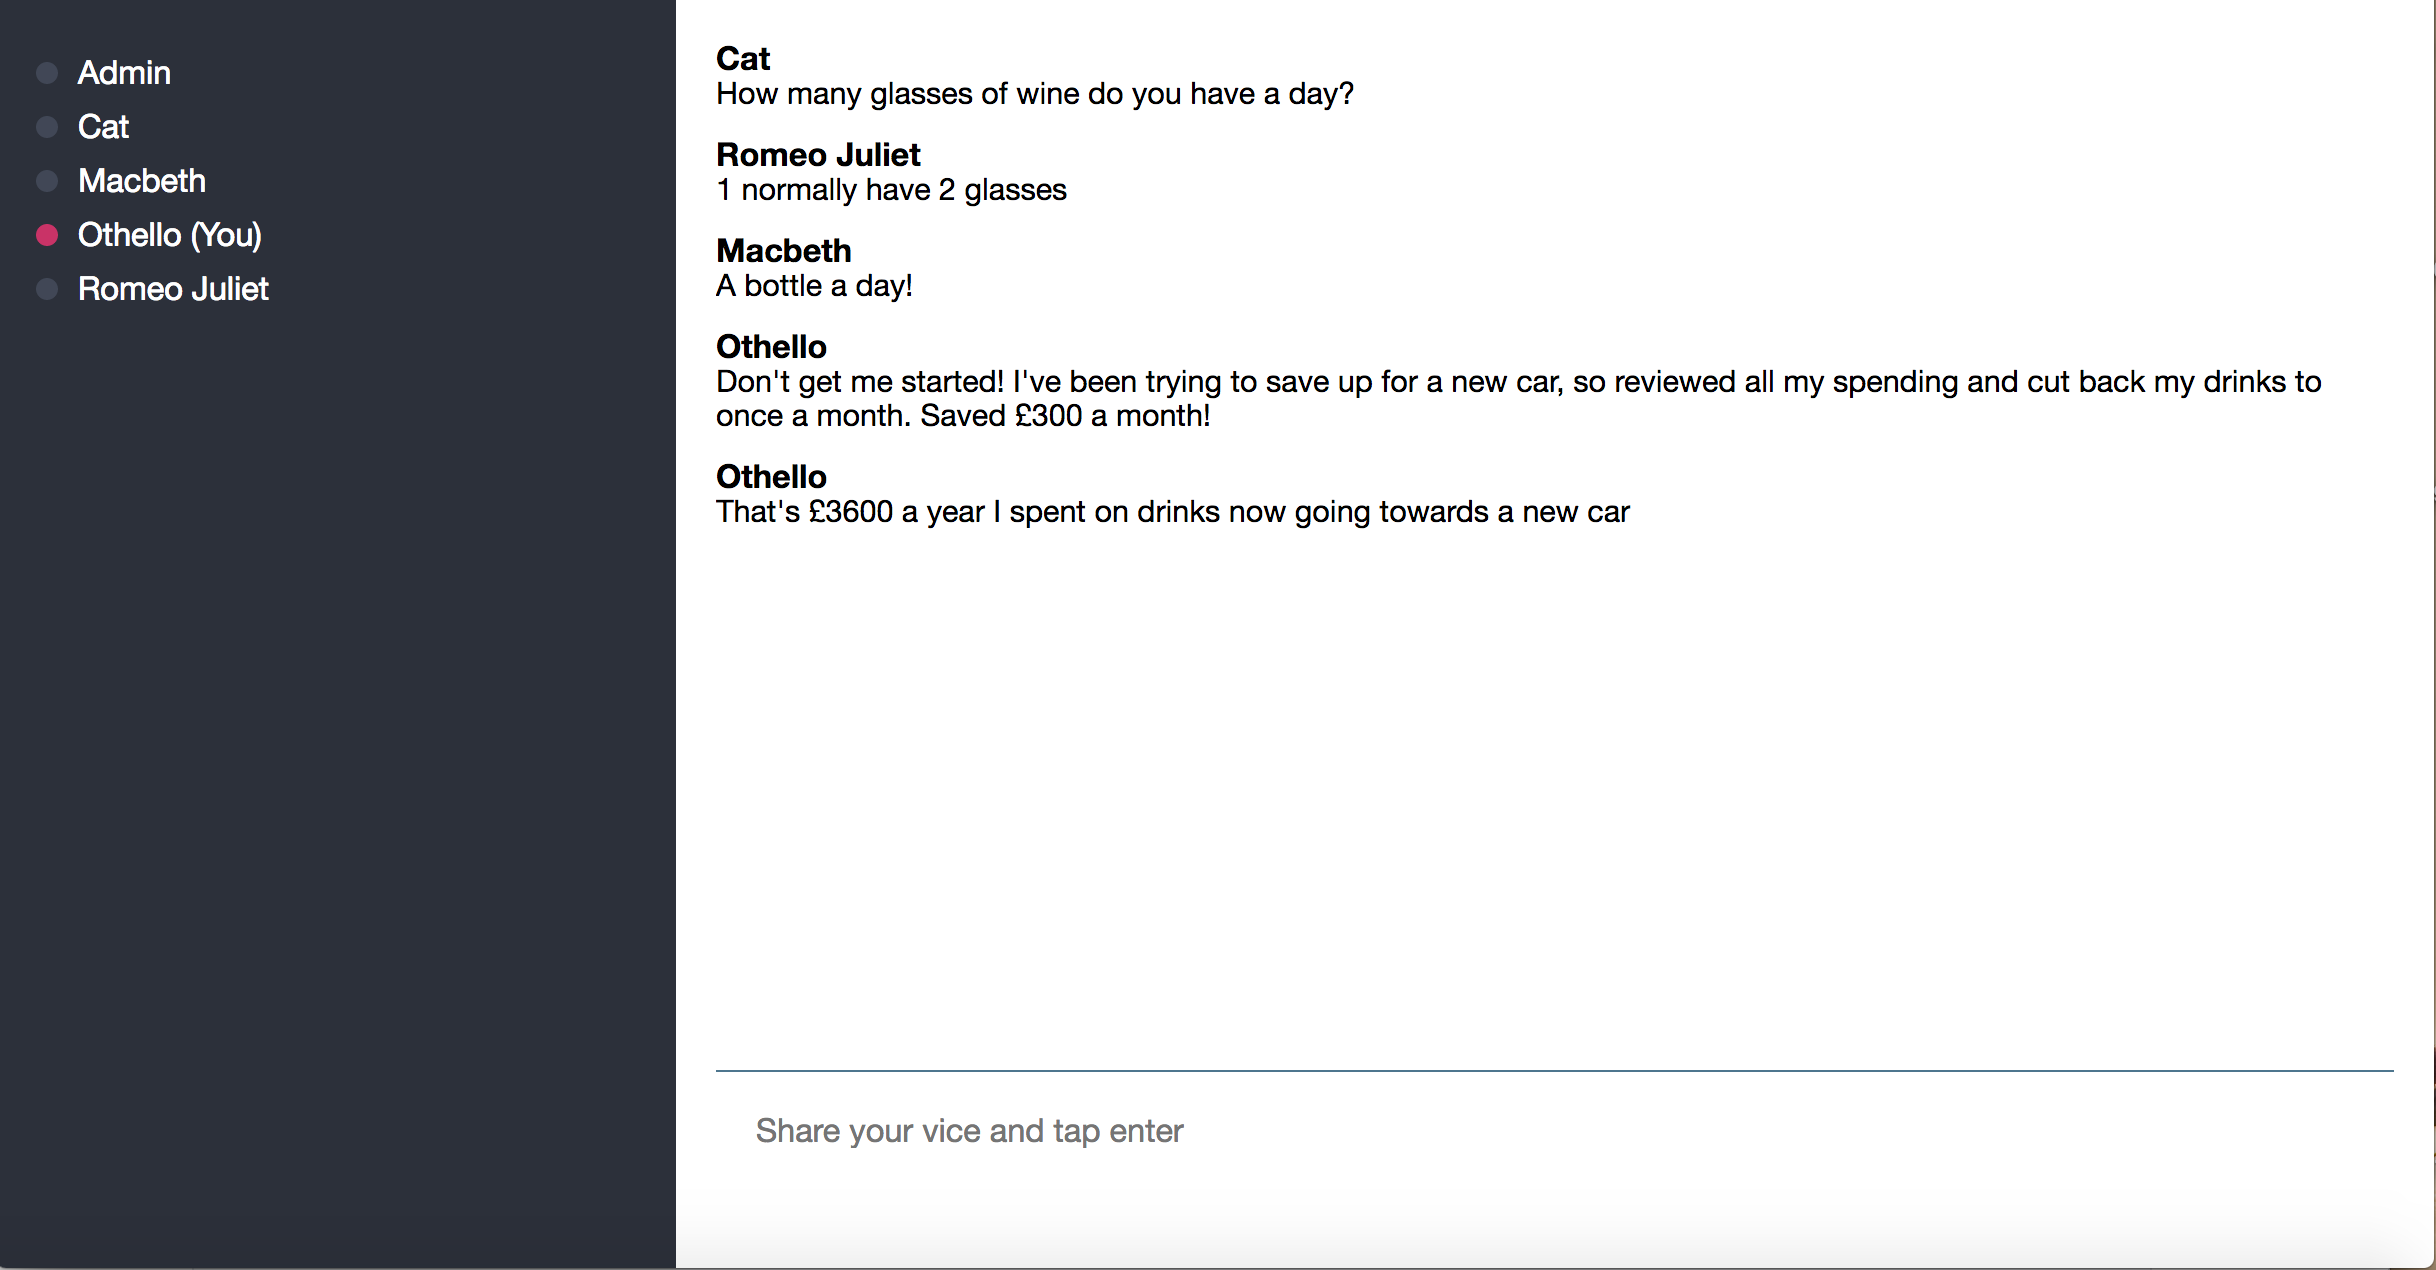 Admin
Cat
Macbeth
Othello (You)
Romeo Juliet
Cat
How many glasses of wine do you have a day?
Romeo Juliet
1 normally have 2 glasses
Macbeth
A bottle a day!
Othello
Don't get me started! I've been trying to save up for a new car, so reviewed all my spending and cut back my drinks to
once a month. Saved £300 a month!
Othello
That's £3600 a year I spent on drinks now going towards a new car
Share your vice and tap enter